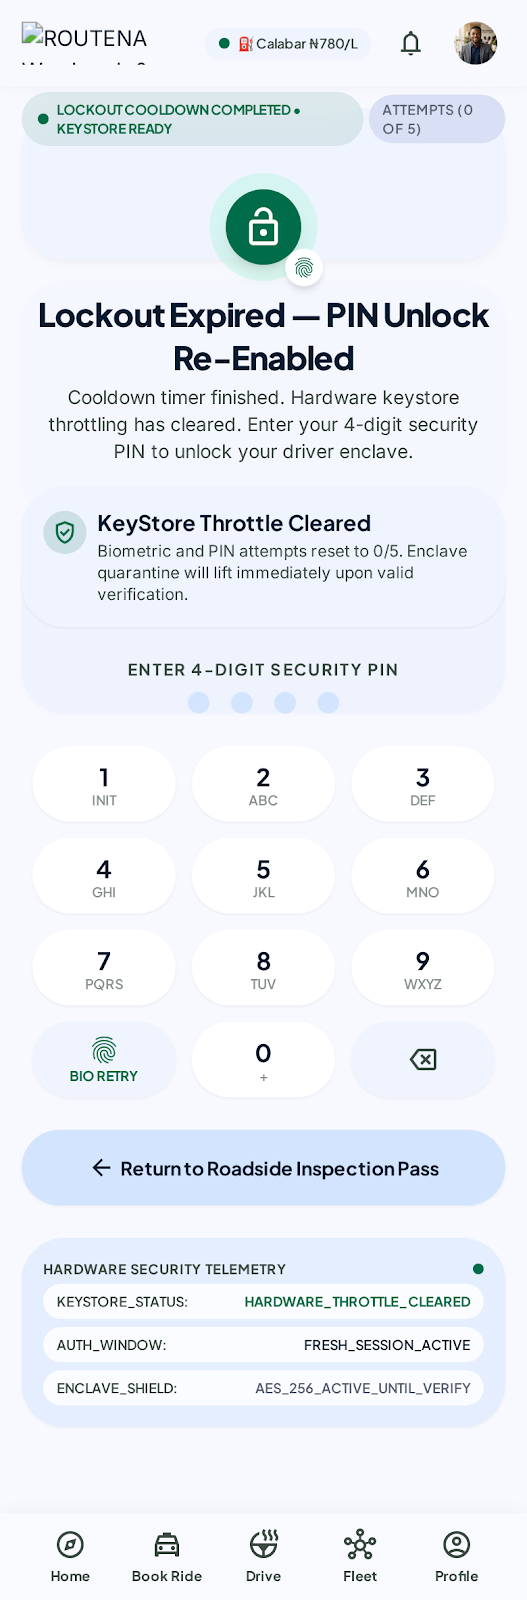 ROUTENA
Calabar ₦780/L
LOCKOUT COOLDOWN COMPLETED •
KEYSTORE READY
ATTEMPTS (0
OF 5)
Lockout Expired — PIN Unlock
Re-Enabled
Cooldown timer finished. Hardware keystore
throttling has cleared. Enter your 4-digit security
PIN to unlock your driver enclave.
KeyStore Throttle Cleared
Biometric and PIN attempts reset to 0/5. Enclave
quarantine will lift immediately upon valid
verification.
ENTER 4-DIGIT SECURITY PIN
1 2 3
INIT ABC DEF
4 5 6
GHI JKL MNO
7 8 9
PQRS TUV WXYZ
0
BIO RETRY +
Return to Roadside Inspection Pass
HARDWARE SECURITY TELEMETRY
KEYSTORE_STATUS: HARDWARE_THROTTLE_CLEARED
AUTH_WINDOW: FRESH_SESSION_ACTIVE
ENCLAVE_SHIELD: AES_256_ACTIVE_UNTIL_VERIFY
Home Book Ride Drive Fleet Profile